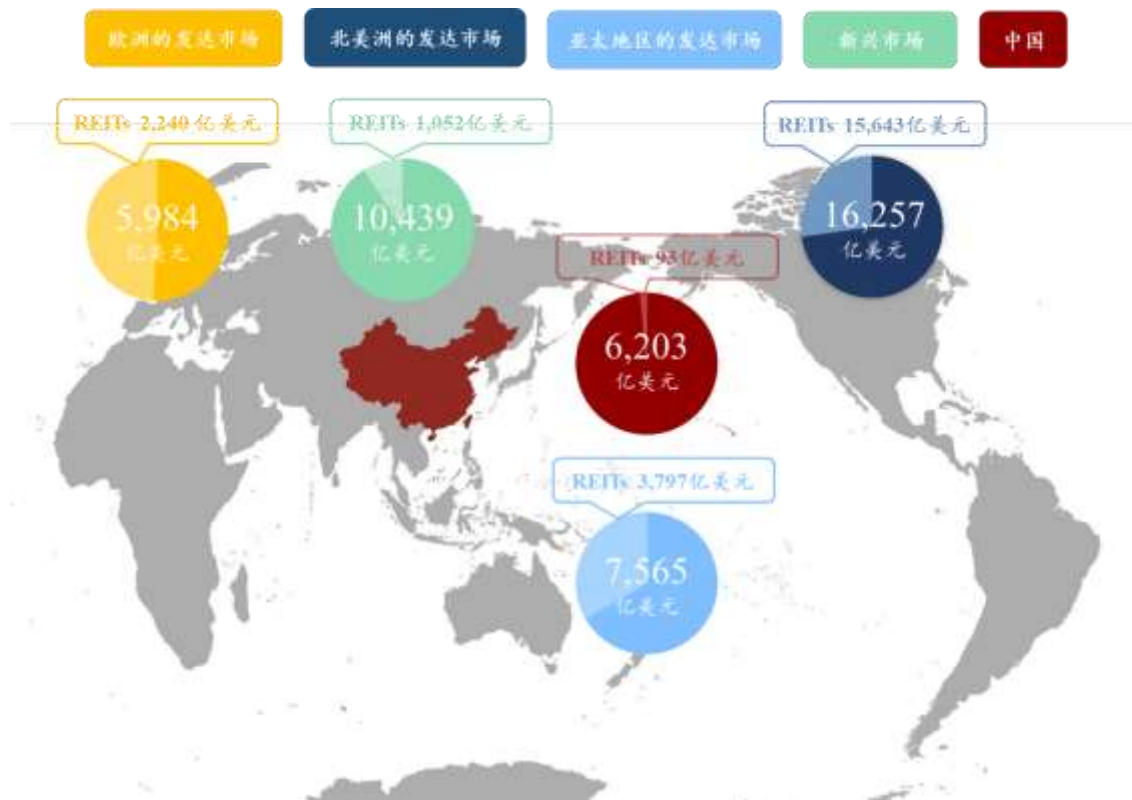 欧洲的发达市场
北美洲的发达市场
亚太地区的发达市场
新兴市场
中国
REITs 2,240 亿美元
REITs 1,052亿美元
REITs 15,643亿美元
5,984
亿美元
10,439
亿美元
16,257
亿美元
REITs 93亿美元
6,203
亿美元
REITs 3,797亿美元
7,565
亿美元